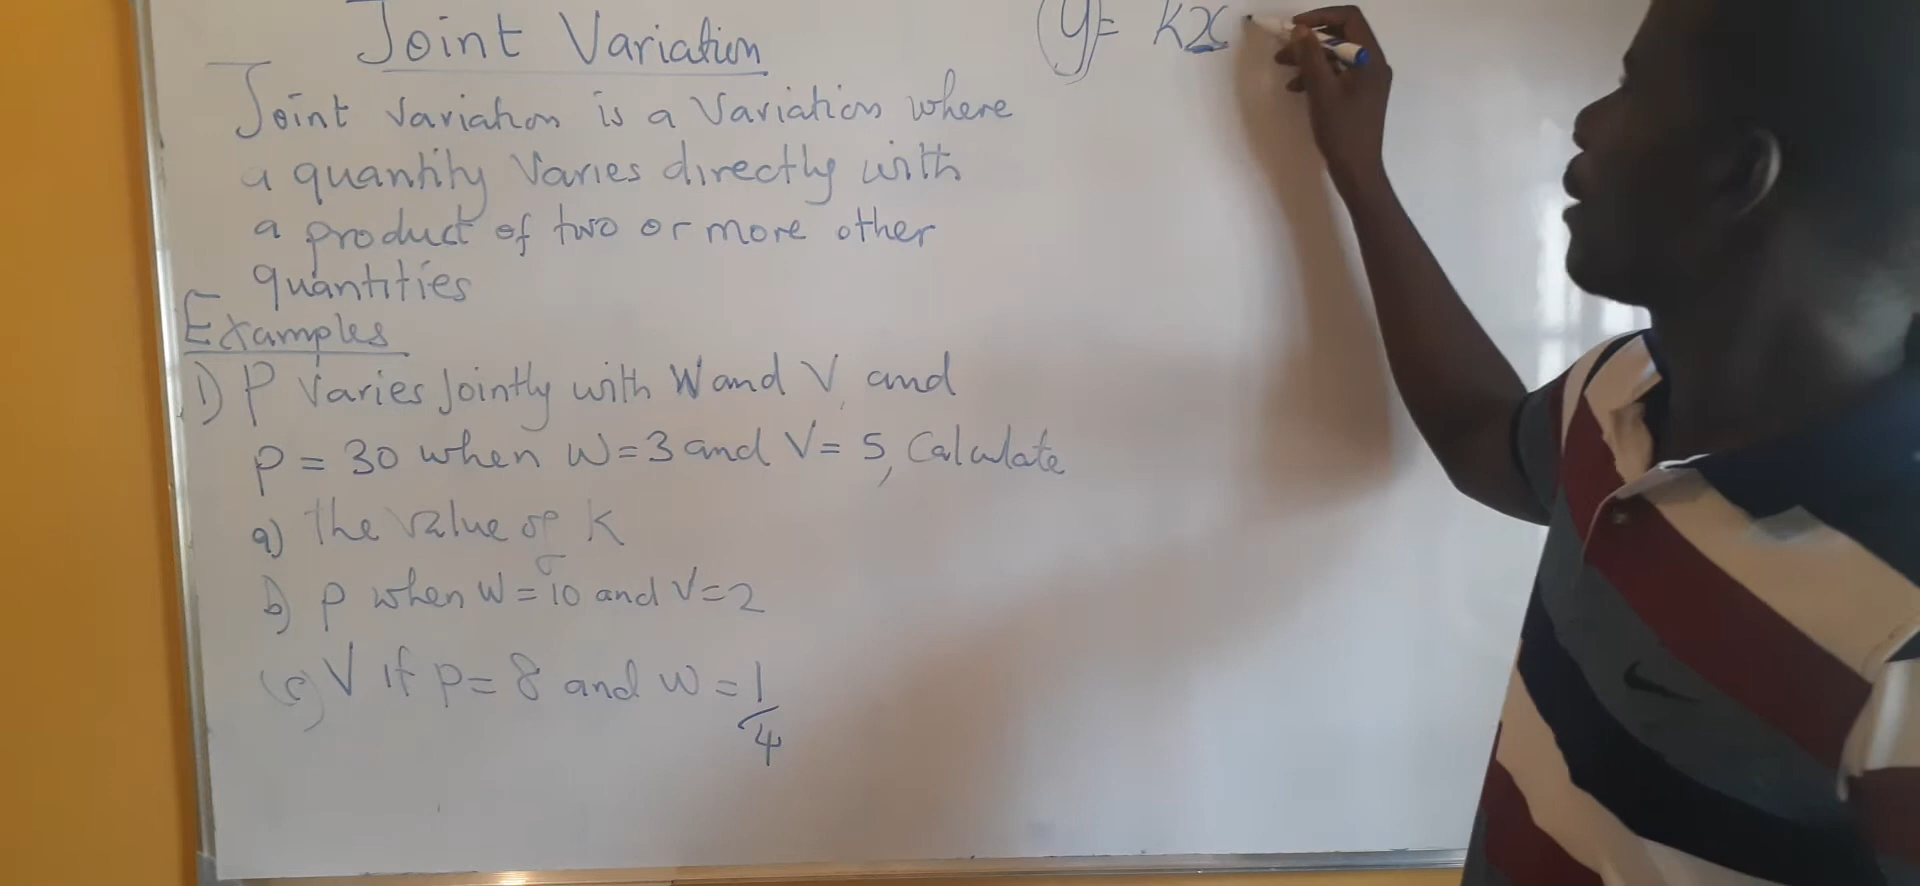 Joint Variation
Joint variation is a Variation where
a quantity Varies directly with
a product of two or more other
quantities
Examples
1) P Varies Jointly with W and V, and
P = 30 when W=3 and V= 5, Calculate
a) The value of K
b) P when W = 10 and V=2
(c) V if P= 8 and W = 1/4
y = Kx